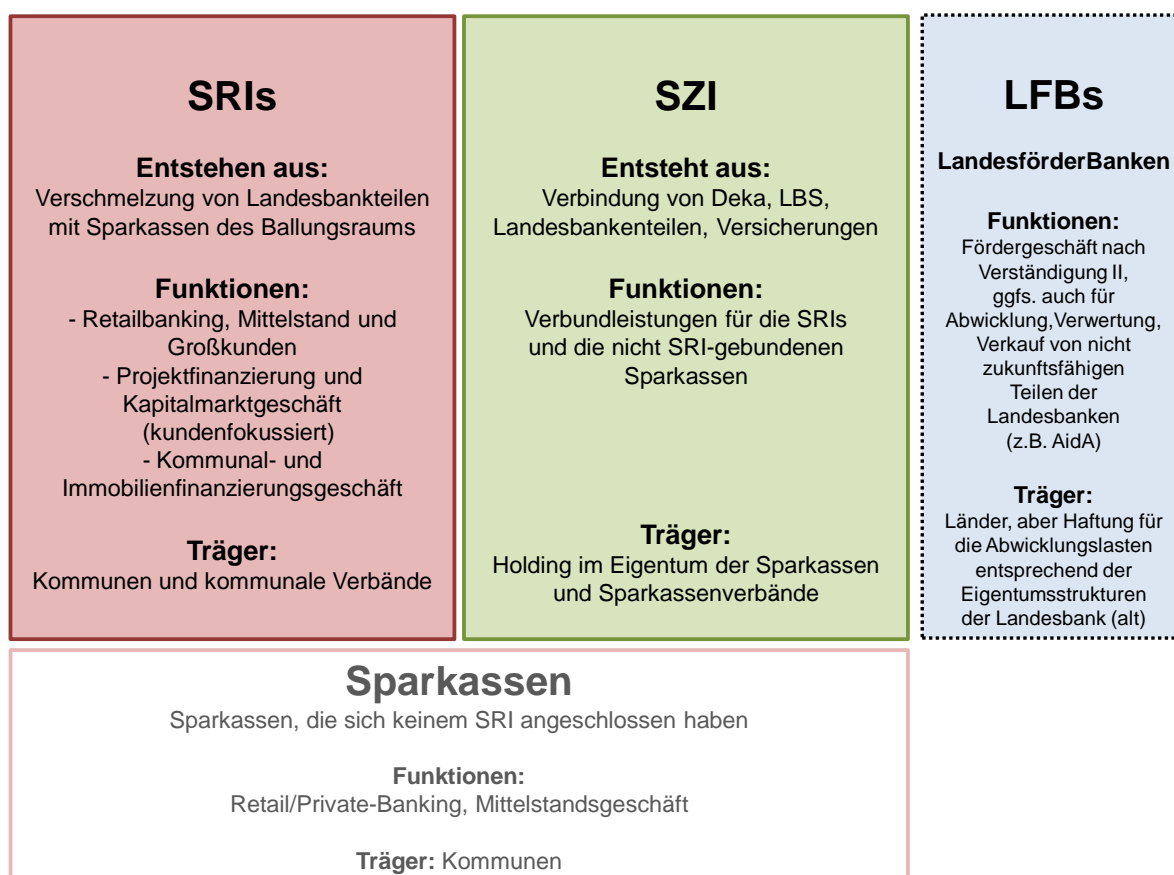 SRIs
Entstehen aus:
Verschmelzung von Landesbankteilen
mit Sparkassen des Ballungsraums
Funktionen:
- Retailbanking, Mittelstand und
Großkunden
- Projektfinanzierung und
Kapitalmarktgeschäft
(kundenfokussiert)
- Kommunal- und
Immobilienfinanzierungsgeschäft
Träger:
Kommunen und kommunale Verbände
SZI
Entsteht aus:
Verbindung von Deka, LBS,
Landesbankenteilen, Versicherungen
Funktionen:
Verbundleistungen für die SRIs
und die nicht SRI-gebundenen
Sparkassen
Träger:
Holding im Eigentum der Sparkassen
und Sparkassenverbände
LFBs
LandesförderBanken
Funktionen:
Fördergeschäft nach
Verständigung II,
ggfs. auch für
Abwicklung,Verwertung,
Verkauf von nicht
zukunftsfähigen
Teilen der
Landesbanken
(z.B. AidA)
Träger:
Länder, aber Haftung für
die Abwicklungslasten
entsprechend der
Eigentumsstrukturen
der Landesbank (alt)
Sparkassen
Sparkassen, die sich keinem SRI angeschlossen haben
Funktionen:
Retail/Private-Banking, Mittelstandsgeschäft
Träger: Kommunen